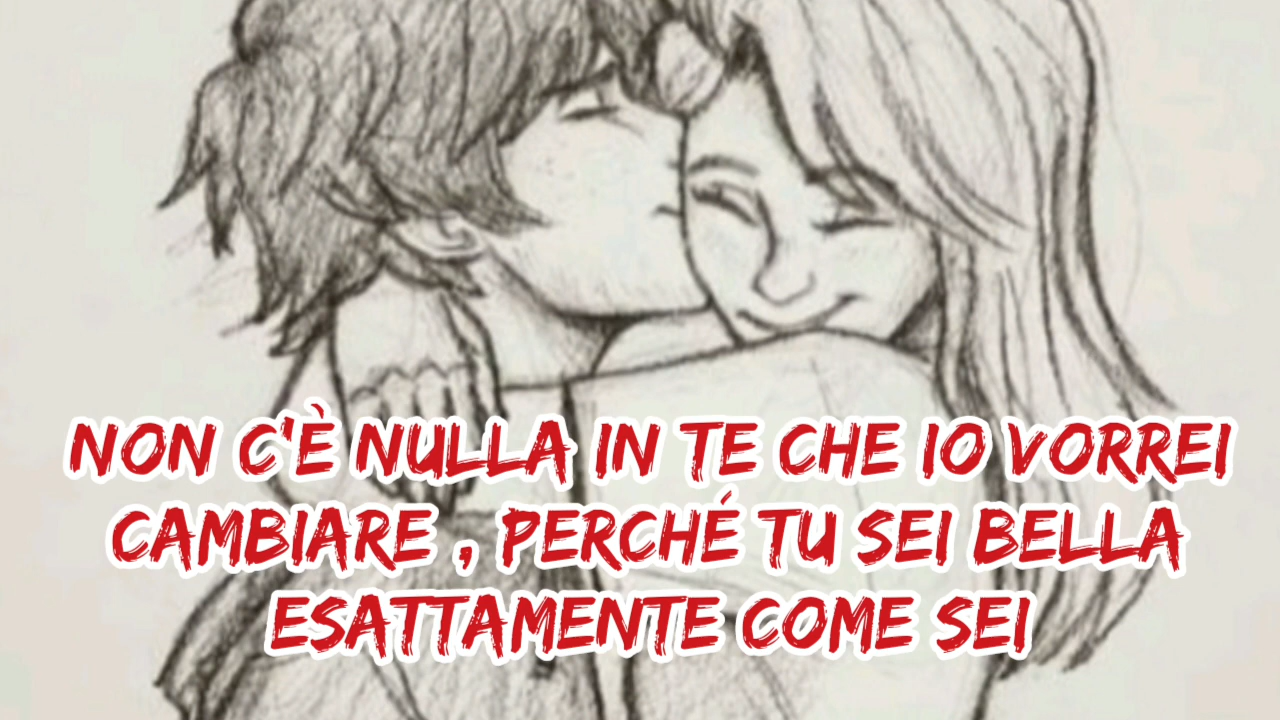 NON C'È NULLA IN TE CHE IO VORREI
CAMBIARE , PERCHÉ TU SEI BELLA
ESATTAMENTE COME SEI